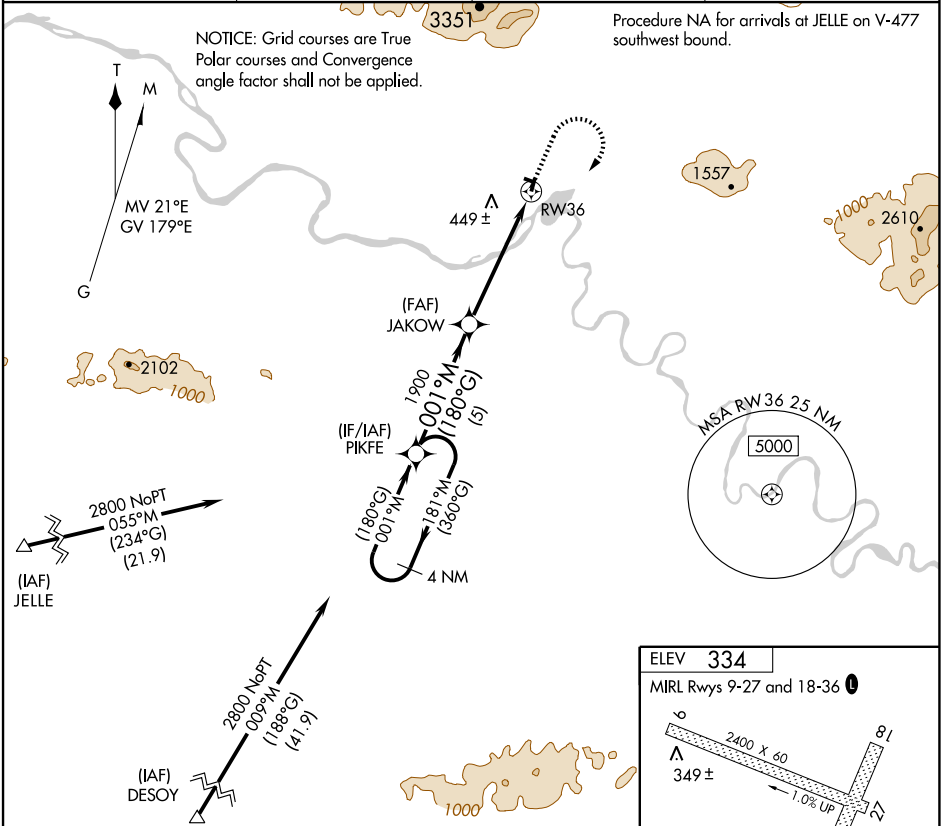 3351
NOTICE: Grid courses are True
Polar courses and Convergence
angle factor shall not be applied.
Procedure NA for arrivals at JELLE on V-477
southwest bound.
T
M
MV 21°E
GV 179°E
G
1557
1000
2610
449 ±
RW36
(FAF)
JAKOW
2102
1000
1900
001°M
(180°G)
(5)
(IF/IAF)
PIKFE
(180°G)
001°M
181°M
(360°G)
4 NM
MSA RW36 25 NM
5000
2800 NoPT
055°M
(234°G)
(21.9)
(IAF)
JELLE
2800 NoPT
009°M
(188°G)
(41.9)
(IAF)
DESOY
1000
ELEV 334
MIRL Rwys 9-27 and 18-36 L
9
2400 X 60
18
349 ±
1.0% UP
27